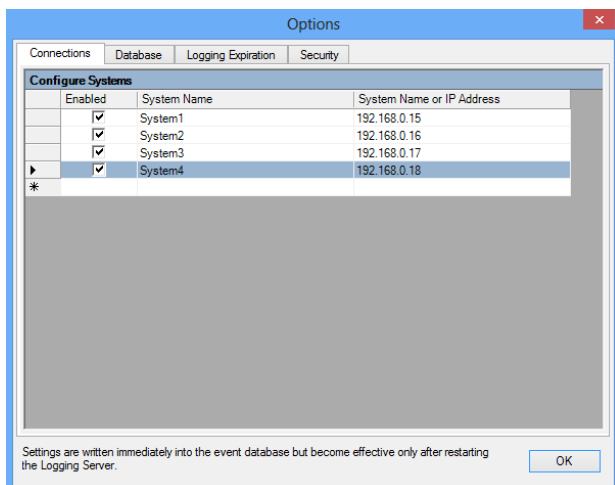 Options
Connections Database Logging Expiration Security
Configure Systems
Enabled System Name System Name or IP Address
System1 192.168.0.15
System2 192.168.0.16
System3 192.168.0.17
System4 192.168.0.18
Settings are written immediately into the event database but become effective only after restarting
the Logging Server.
OK